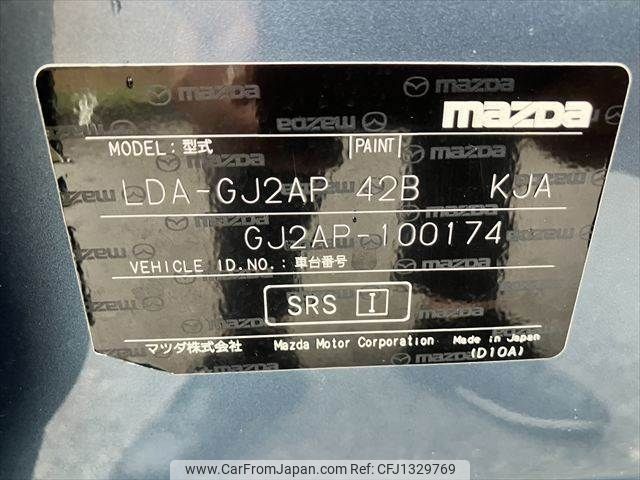 mazda
MODEL: 型式 PAINT
LDA-GJ2AP 42B KJA
GJ2AP-100174
VEHICLE ID.NO.: 車台番号
SRS I
マツダ株式会社 Mazda Motor Corporation Made in Japan
(D10A)
www.CarFromJapan.com - CFJ1329769